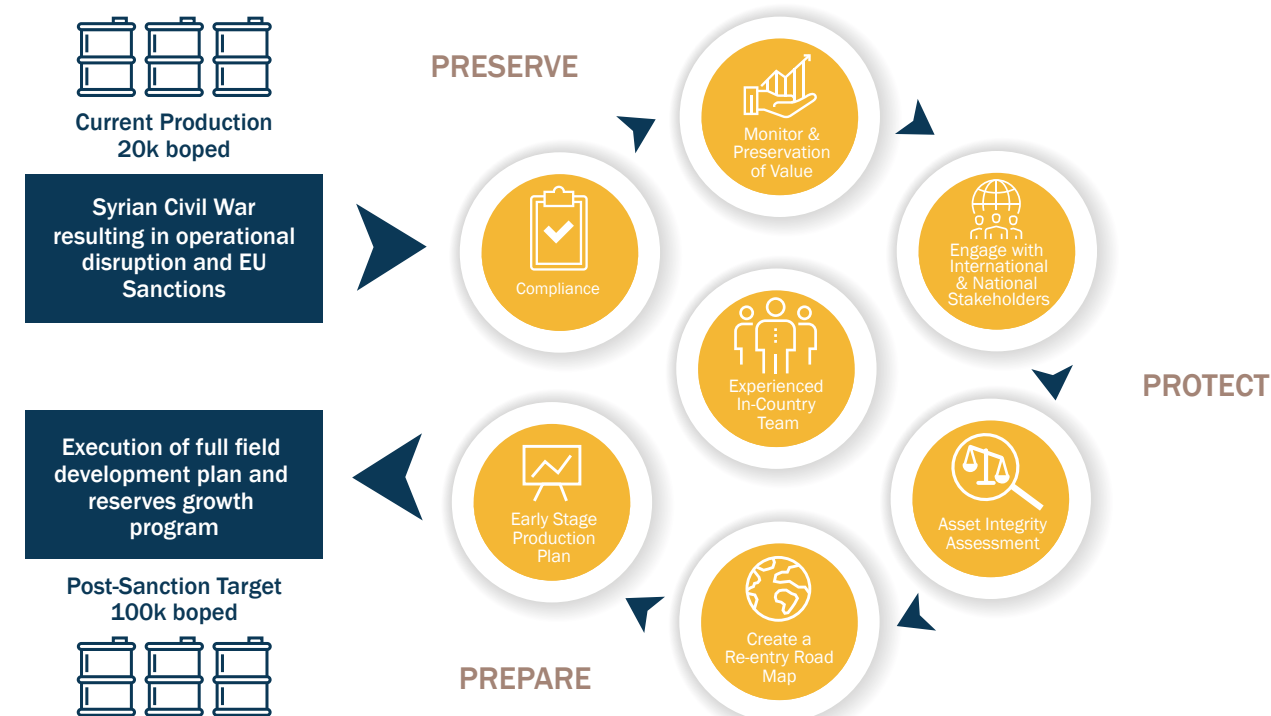 Current Production
20k boped
Syrian Civil War
resulting in operational
disruption and EU
Sanctions
PRESERVE
Compliance
Monitor &
Preservation
of Value
Engage with
International
& National
Stakeholders
Experienced
In-Country
Team
PROTECT
Asset Integrity
Assessment
Create a
Re-entry Road
Map
PREPARE
Early Stage
Production
Plan
Execution of full field
development plan and
reserves growth
program
Post-Sanction Target
100k boped